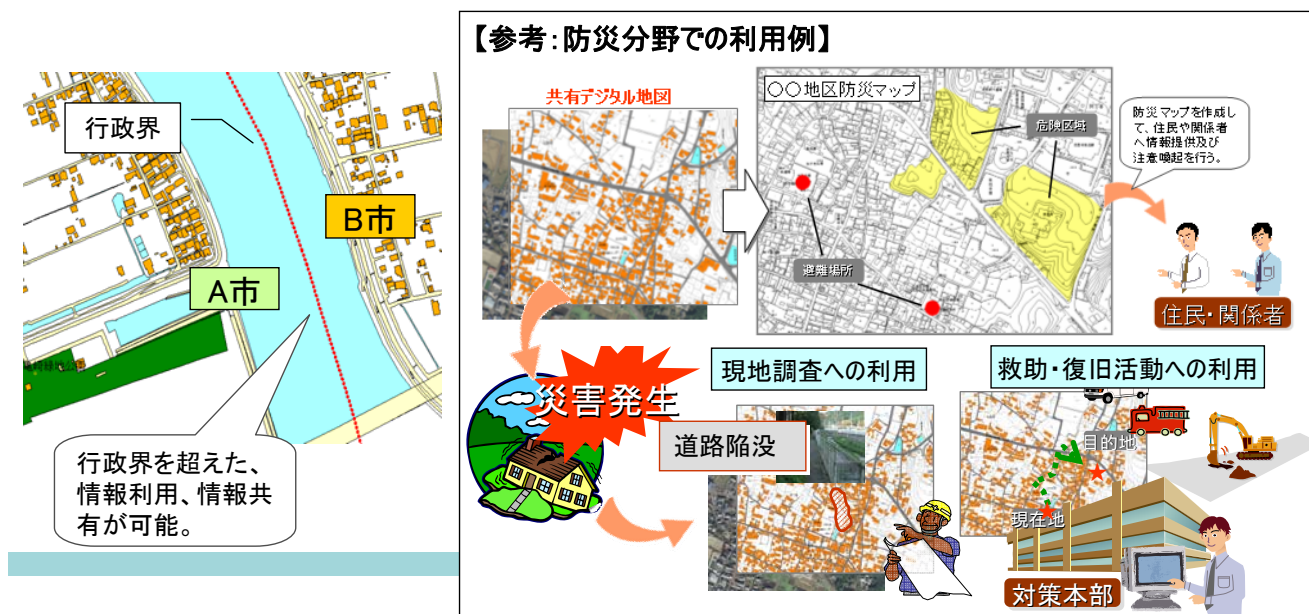 行政界
B市
A市
行政界を超えた、
情報利用、情報共
有が可能。
【参考:防災分野での利用例】
共有デジタル地図
○○地区防災マップ
危険区域
避難場所
防災マップを作成し
て、住民や関係者
へ情報提供及び
注意喚起を行う。
住民・関係者
災害発生
現地調査への利用
道路陥没
救助・復旧活動への利用
目的地
現在地
対策本部